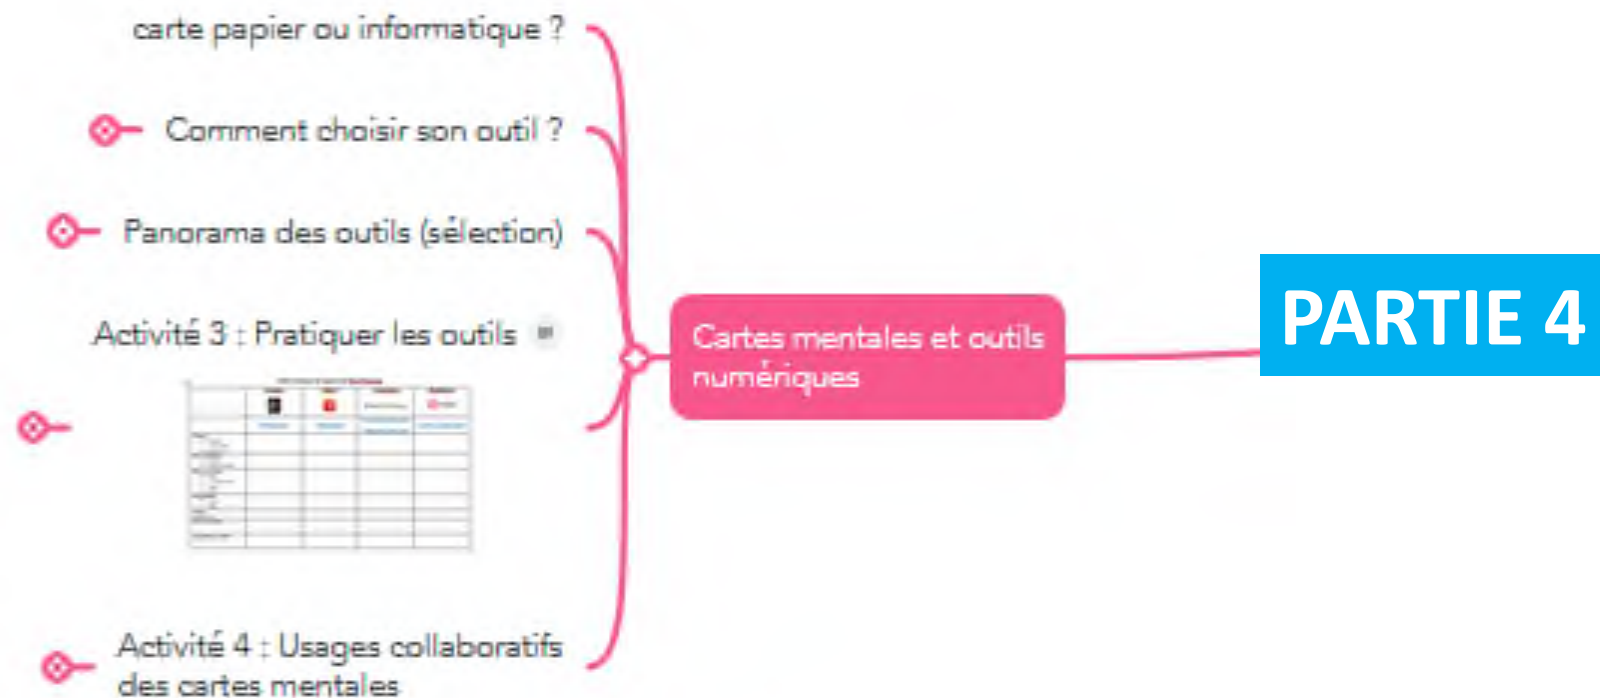 carte papier ou informatique ?
Comment choisir son outil ?
Panorama des outils (sélection)
Activité 3 : Pratiquer les outils
Activité 4 : Usages collaboratifs
des cartes mentales
Cartes mentales et outils
numériques
PARTIE 4